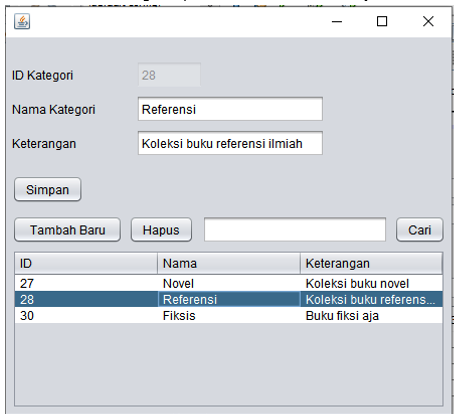 ID Kategori 28
Nama Kategori Referensi
Keterangan Koleksi buku referensi ilmiah
Simpan
Tambah Baru Hapus Cari
ID Nama Keterangan
27 Novel Koleksi buku novel
28 Referensi Koleksi buku referens...
30 Fiksis Buku fiksi aja